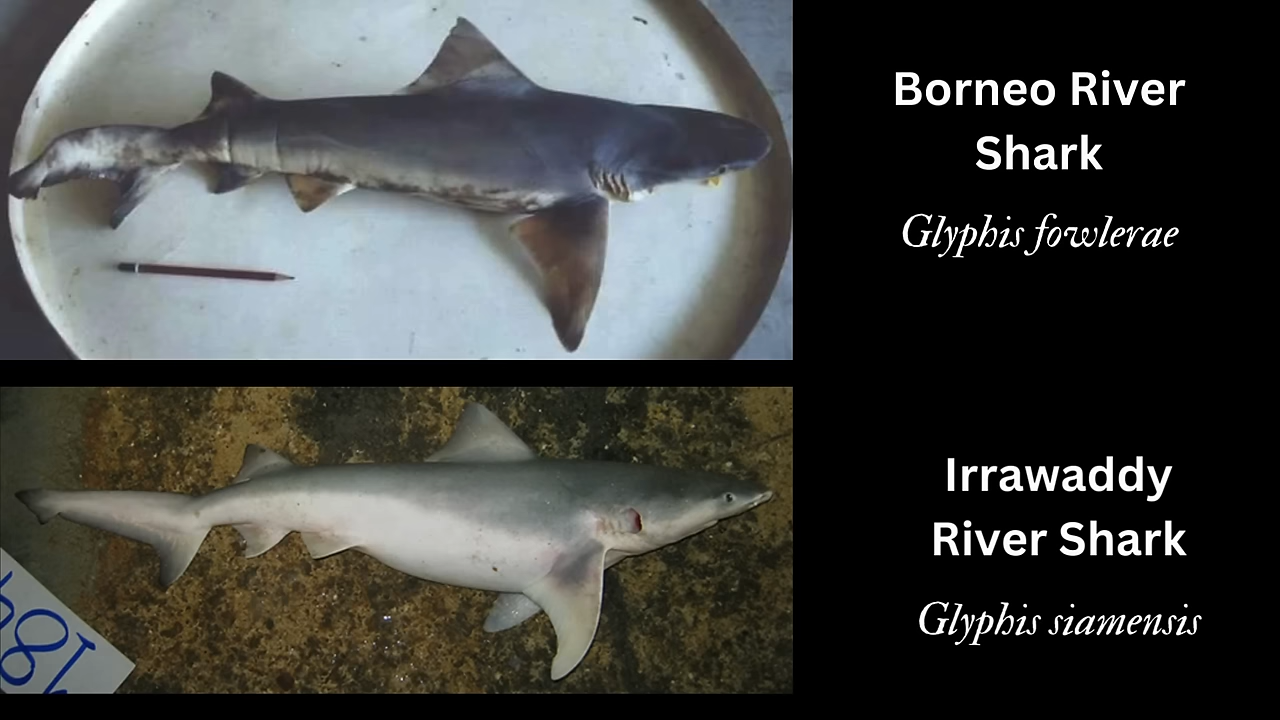 Borneo River
Shark
Glyphis fowlerae
Irrawaddy
River Shark
Glyphis siamensis